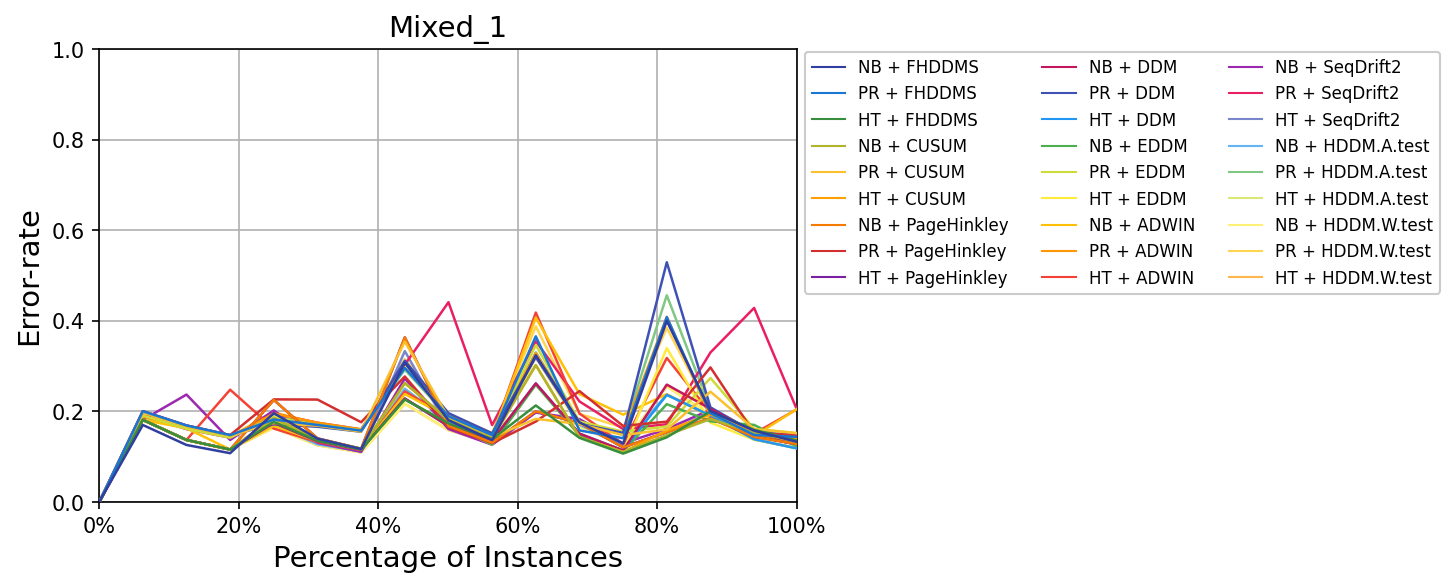 Mixed_1
1.0
0.8
0.6
0.4
0.2
0.0
Error-rate
0%
20%
40%
60%
80%
100%
Percentage of Instances
NB + FHDDMS
PR + FHDDMS
HT + FHDDMS
NB + CUSUM
PR + CUSUM
HT + CUSUM
NB + PageHinkley
PR + PageHinkley
HT + PageHinkley
NB + DDM
PR + DDM
HT + DDM
NB + EDDM
PR + EDDM
HT + EDDM
NB + ADWIN
PR + ADWIN
HT + ADWIN
NB + SeqDrift2
PR + SeqDrift2
HT + SeqDrift2
NB + HDDM.A.test
PR + HDDM.A.test
HT + HDDM.A.test
NB + HDDM.W.test
PR + HDDM.W.test
HT + HDDM.W.test